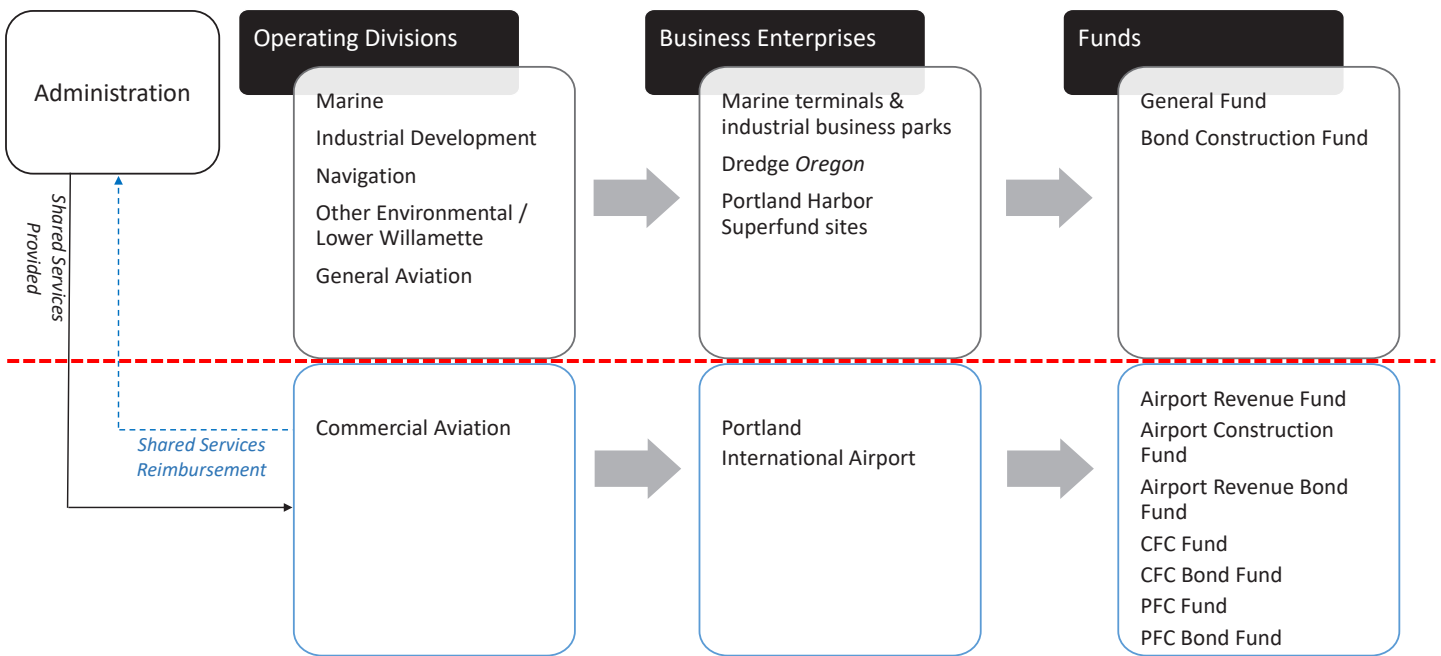 Administration
Shared Services
Provided
Shared Services
Reimbursement
Operating Divisions
Marine
Industrial Development
Navigation
Other Environmental /
Lower Willamette
General Aviation
Business Enterprises
Marine terminals &
industrial business parks
Dredge Oregon
Portland Harbor
Superfund sites
Funds
General Fund
Bond Construction Fund
Commercial Aviation
Portland
International Airport
Airport Revenue Fund
Airport Construction
Fund
Airport Revenue Bond
Fund
CFC Fund
CFC Bond Fund
PFC Fund
PFC Bond Fund